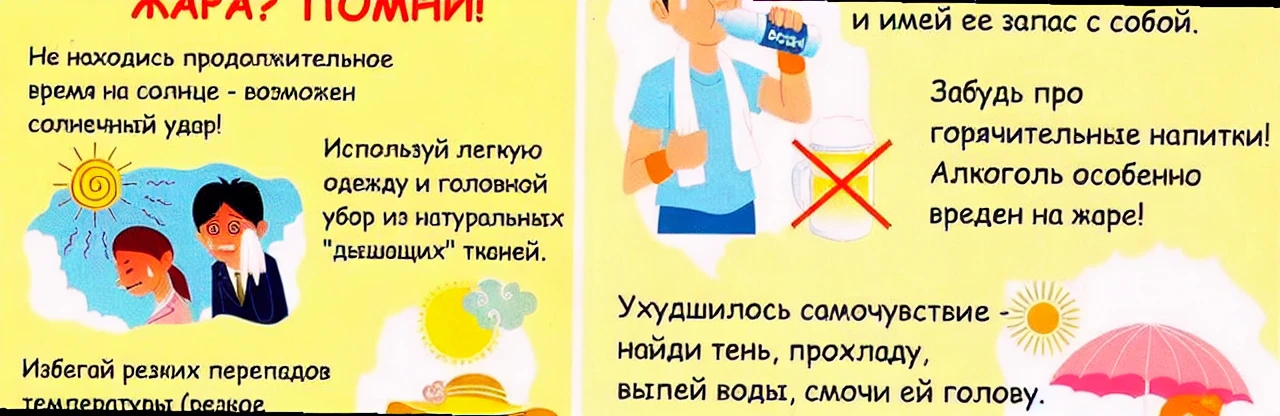 ЖАРА? ПОМНИ!
Не находись продолжительное
время на солнце - возможен
солнечный удар!
Используй легкую
одежду и головной
убор из натуральных
"дышащих" тканей.
Избегай резких перепадов
температуры (резкое
и имей ее запас с собой.
Забудь про
горячительные напитки!
Алкоголь особенно
вреден на жаре!
Ухудшилось самочувствие -
найди тень, прохладу,
выпей воды, смочи ей голову.